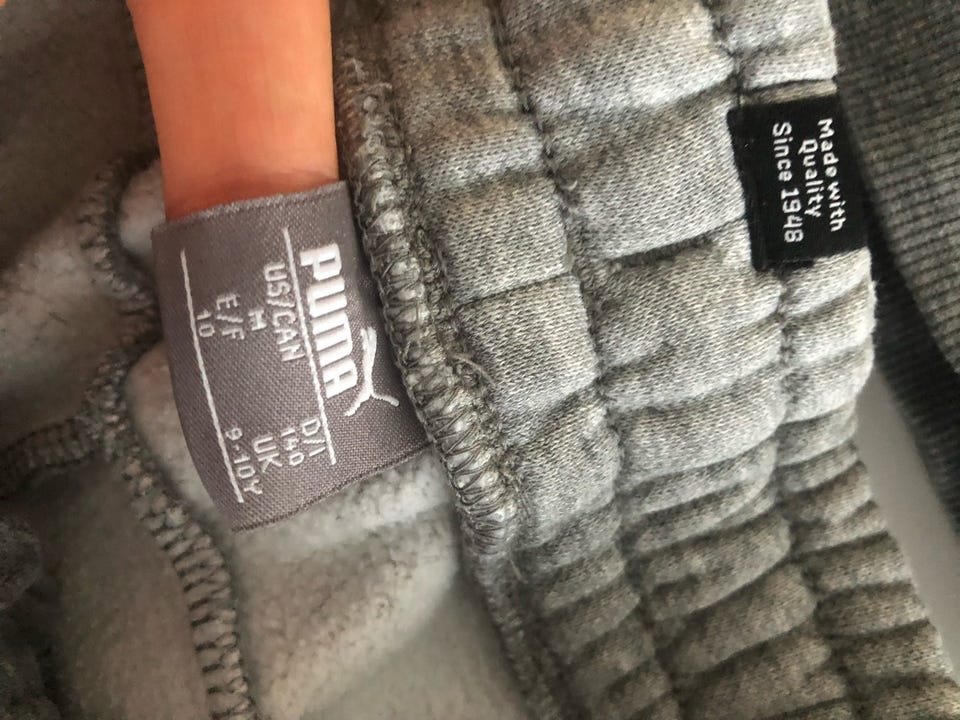 PUMA
US/CAN D/I
M 140
E/F UK
10 9-10Y
Made with
Quality
Since 1948